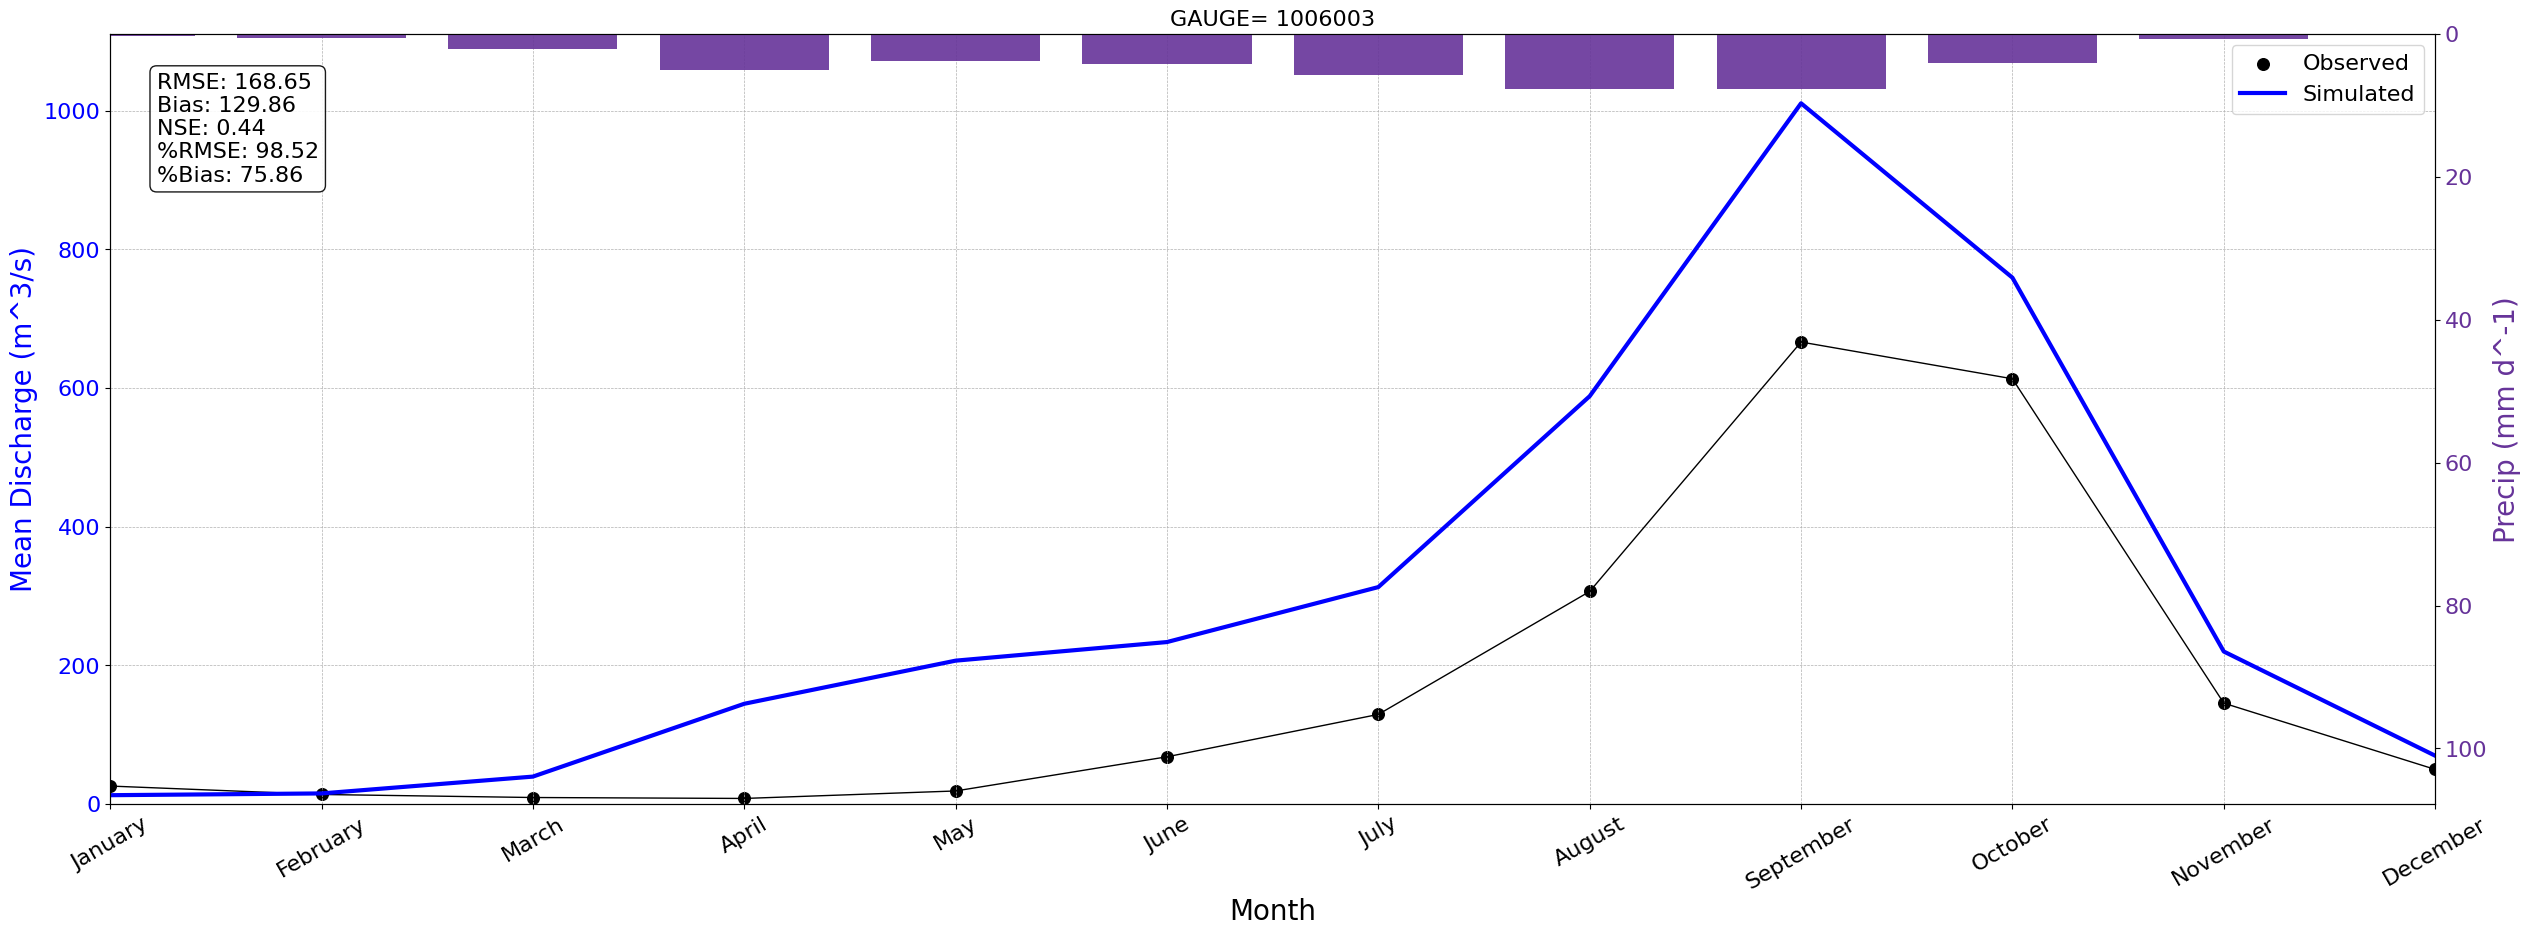 GAUGE= 1006003
RMSE: 168.65
Bias: 129.86
NSE: 0.44
%RMSE: 98.52
%Bias: 75.86
Observed
Simulated
Mean Discharge (m^3/s)
1000
800
600
400
200
0
0
20
40
60
80
100
Precip (mm d^-1)
January
February
March
April
May
June
July
August
September
October
November
December
Month